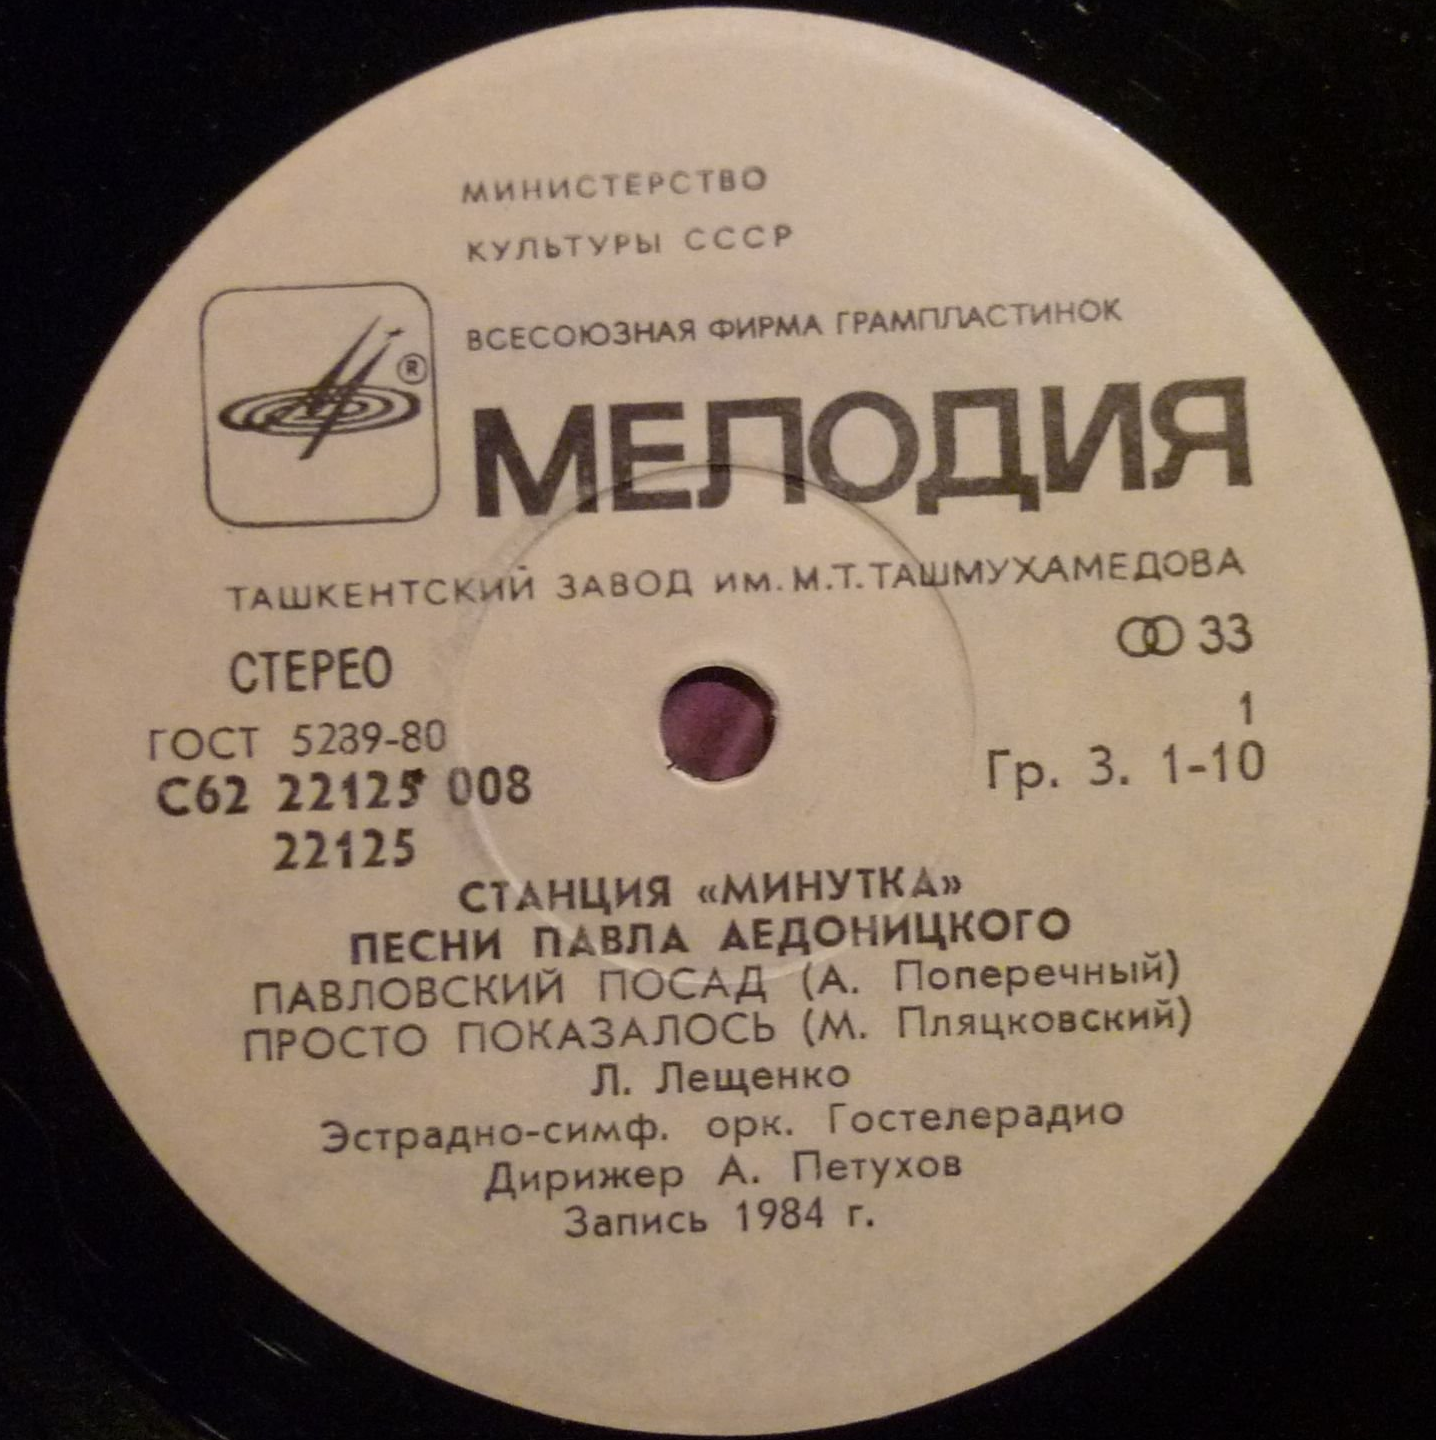 МИНИСТЕРСТВО
КУЛЬТУРЫ СССР
ВСЕСОЮЗНАЯ ФИРМА ГРАМПЛАСТИНОК
®
МЕЛОДИЯ
ТАШКЕНТСКИЙ ЗАВОД ИМ. М.Т. ТАШМУХАМЕДОВА
СТЕРЕО
33
ГОСТ 5289-80
1
С62 22125 008
Гр. 3. 1-10
22125
СТАНЦИЯ «МИНУТКА»
ПЕСНИ ПАВЛА АЕДОНИЦКОГО
ПАВЛОВСКИЙ ПОСАД (А. Поперечный)
ПРОСТО ПОКАЗАЛОСЬ (М. Пляцковский)
Л. Лещенко
Эстрадно-симф. орк. Гостелерадио
Дирижер А. Петухов
Запись 1984 г.